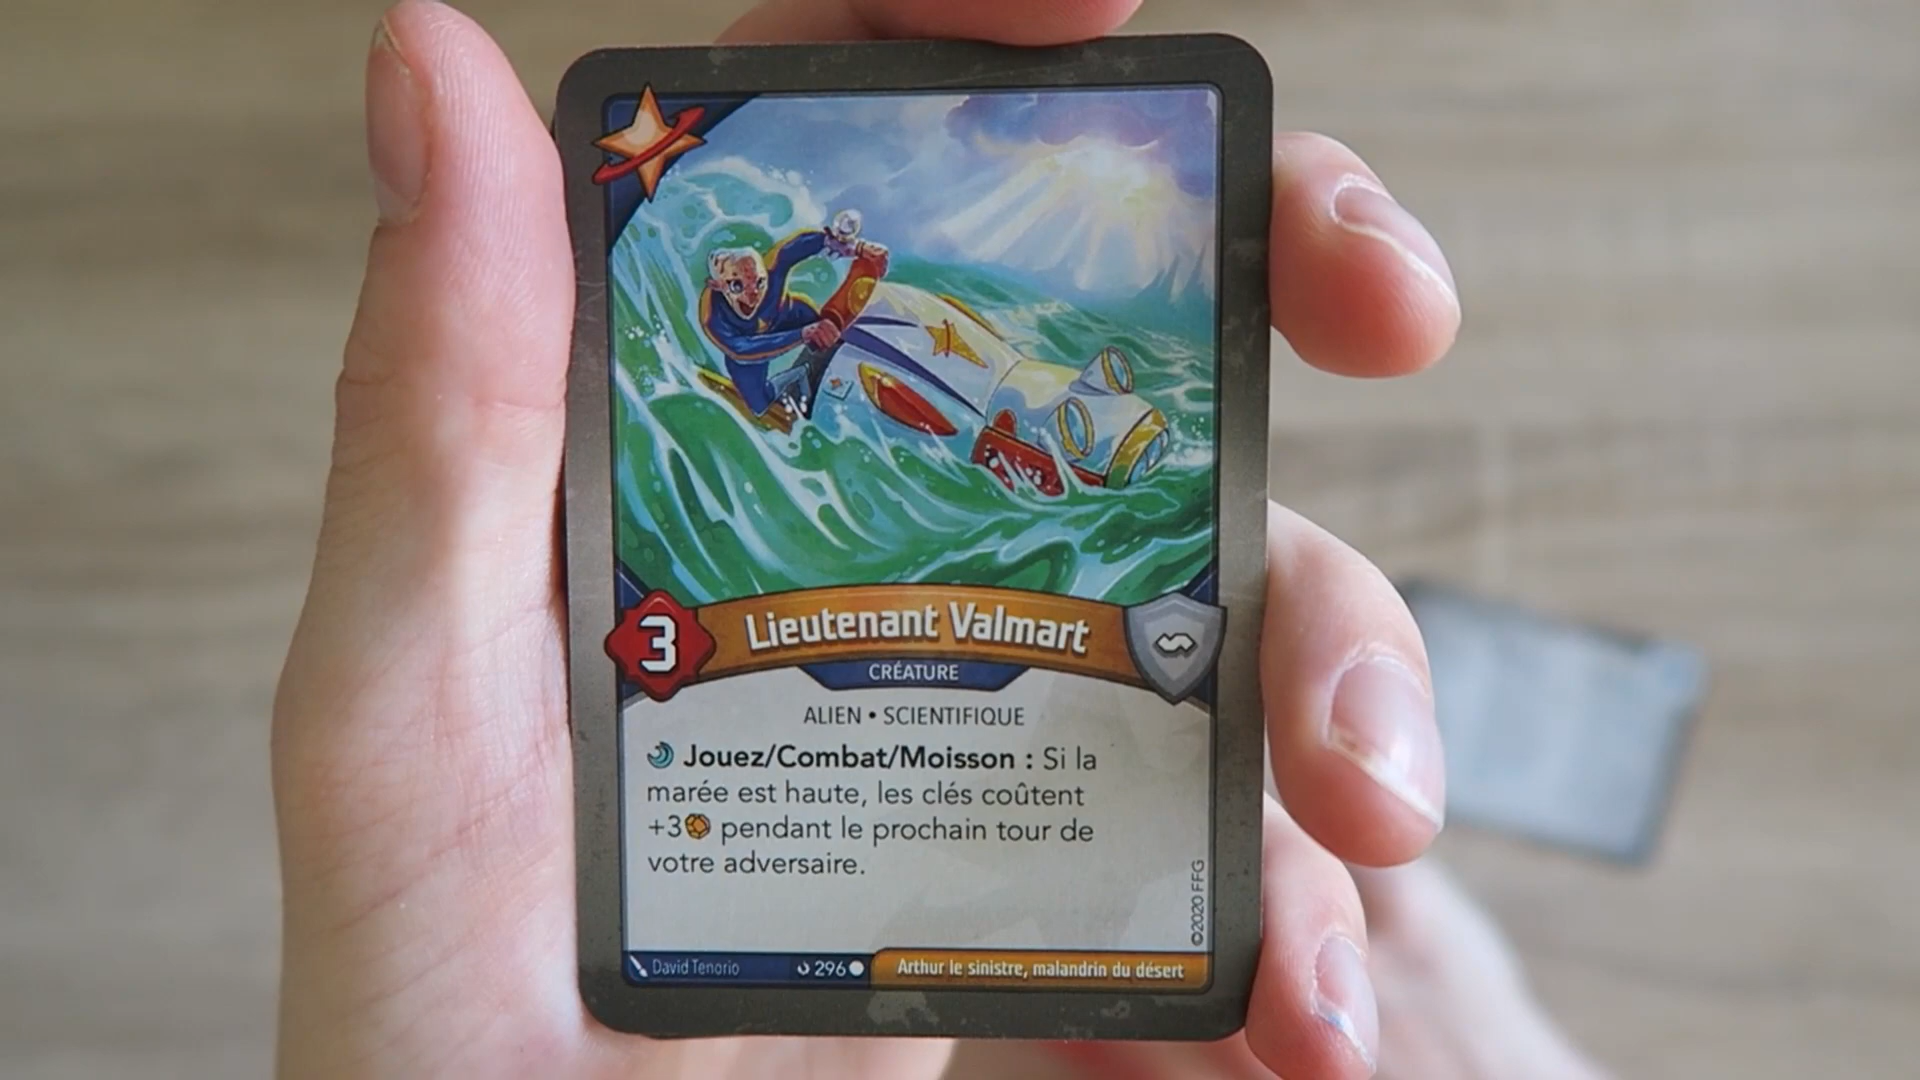 3
Lieutenant Valmart
CRÉATURE
ALIEN • SCIENTIFIQUE
Jouez/Combat/Moisson : Si la
marée est haute, les clés coûtent
+3 pendant le prochain tour de
votre adversaire.
©2020 FFG
David Tenorio
296
Arthur le sinistre, malandrin du désert